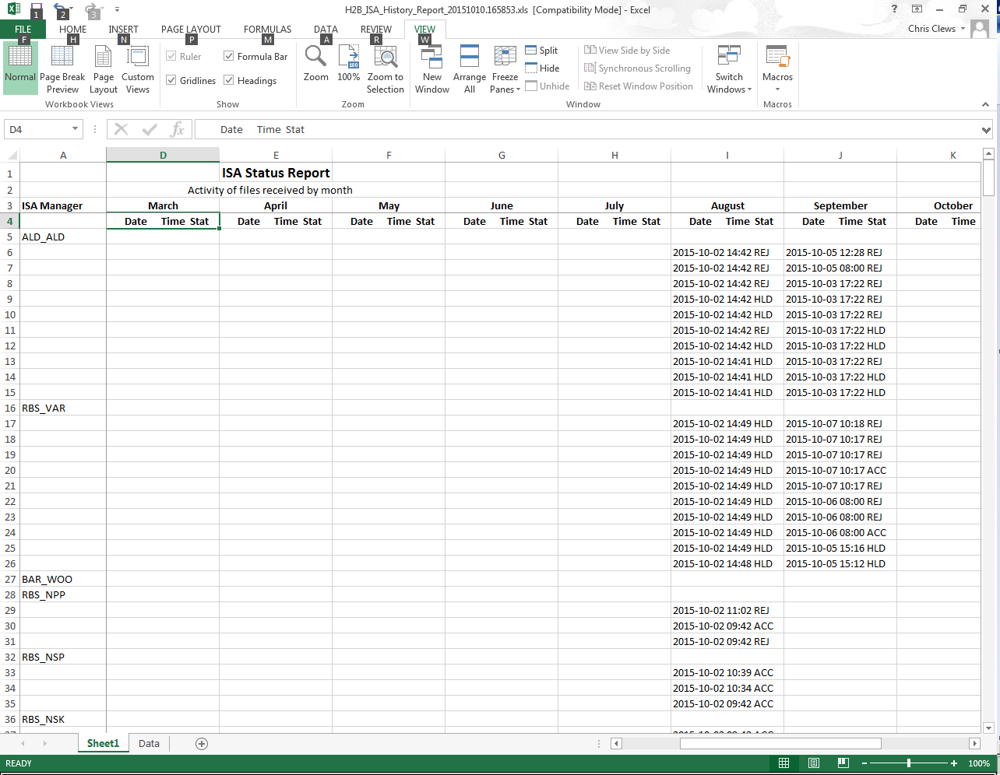 H2B_ISA_History_Report_20151010.165853.xls [Compatibility Mode] - Excel
1 2 3
FILE HOME INSERT PAGE LAYOUT FORMULAS DATA REVIEW VIEW Chris Clews
F H N P M A R W
Normal Page Break Preview Page Layout Custom Views
Workbook Views
Ruler Formula Bar
Gridlines Headings
Show
Zoom 100% Zoom to Selection
Zoom
New Window Arrange All Freeze Panes
Split View Side by Side
Hide Synchronous Scrolling
Unhide Reset Window Position
Window
Switch Windows
Macros
Macros
D4 fx Date Time Stat
A D E F G H I J K
1 ISA Status Report
2 Activity of files received by month
3 ISA Manager March April May June July August September October
4 Date Time Stat Date Time Stat Date Time Stat Date Time Stat Date Time Stat Date Time Stat Date Time Stat Date Time
5 ALD_ALD
6 2015-10-02 14:42 REJ 2015-10-05 12:28 REJ
7 2015-10-02 14:42 REJ 2015-10-05 08:00 REJ
8 2015-10-02 14:42 REJ 2015-10-03 17:22 REJ
9 2015-10-02 14:42 HLD 2015-10-03 17:22 REJ
10 2015-10-02 14:42 HLD 2015-10-03 17:22 REJ
11 2015-10-02 14:42 REJ 2015-10-03 17:22 HLD
12 2015-10-02 14:42 HLD 2015-10-03 17:22 HLD
13 2015-10-02 14:41 HLD 2015-10-03 17:22 REJ
14 2015-10-02 14:41 HLD 2015-10-03 17:22 HLD
15 2015-10-02 14:41 HLD 2015-10-03 17:22 HLD
16 RBS_VAR
17 2015-10-02 14:49 HLD 2015-10-07 10:18 REJ
18 2015-10-02 14:49 HLD 2015-10-07 10:17 REJ
19 2015-10-02 14:49 HLD 2015-10-07 10:17 REJ
20 2015-10-02 14:49 HLD 2015-10-07 10:17 ACC
21 2015-10-02 14:49 HLD 2015-10-07 10:17 REJ
22 2015-10-02 14:49 HLD 2015-10-06 08:00 REJ
23 2015-10-02 14:49 HLD 2015-10-06 08:00 REJ
24 2015-10-02 14:49 HLD 2015-10-06 08:00 ACC
25 2015-10-02 14:49 HLD 2015-10-05 15:16 HLD
26 2015-10-02 14:48 HLD 2015-10-05 15:12 HLD
27 BAR_WOO
28 RBS_NPP
29 2015-10-02 11:02 REJ
30 2015-10-02 09:42 ACC
31 2015-10-02 09:42 REJ
32 RBS_NSP
33 2015-10-02 10:39 ACC
34 2015-10-02 10:34 ACC
35 2015-10-02 09:42 ACC
36 RBS_NSK
Sheet1 Data
READY 100%